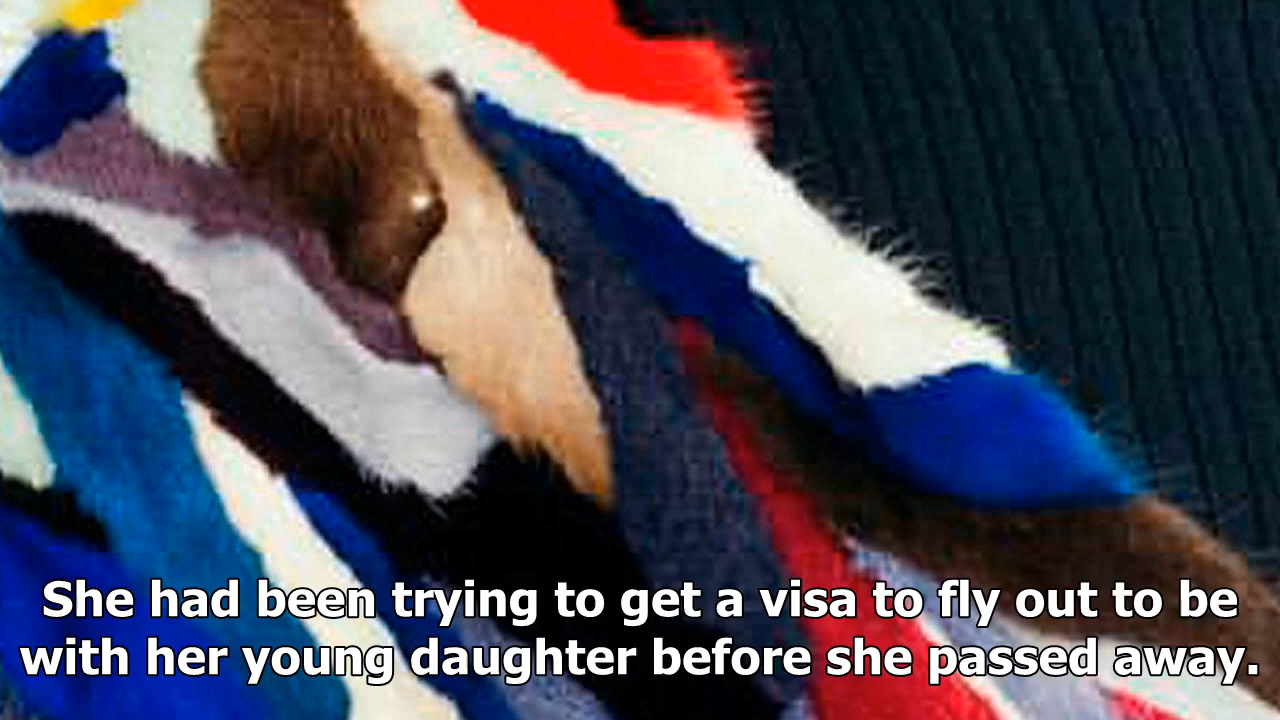 She had been trying to get a visa to fly out to be
with her young daughter before she passed away.